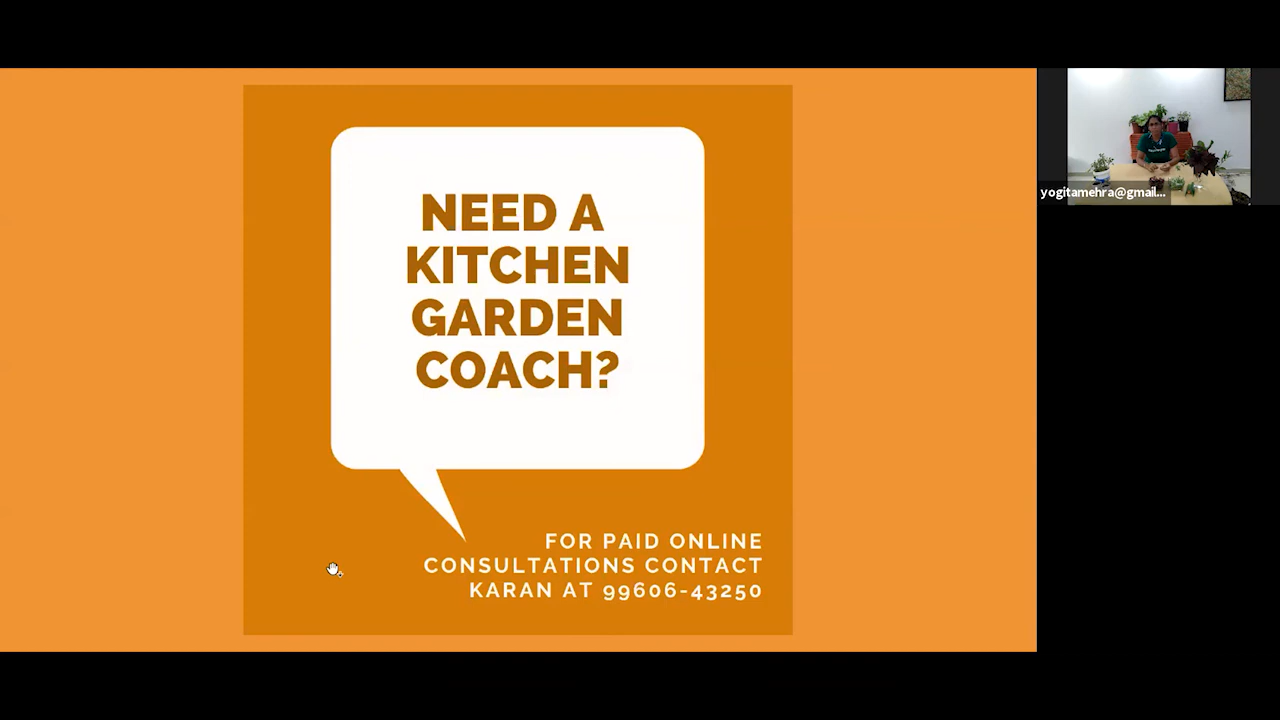 NEED A
KITCHEN
GARDEN
COACH?
FOR PAID ONLINE
CONSULTATIONS CONTACT
KARAN AT 99606-43250
yogitamehra@gmail...